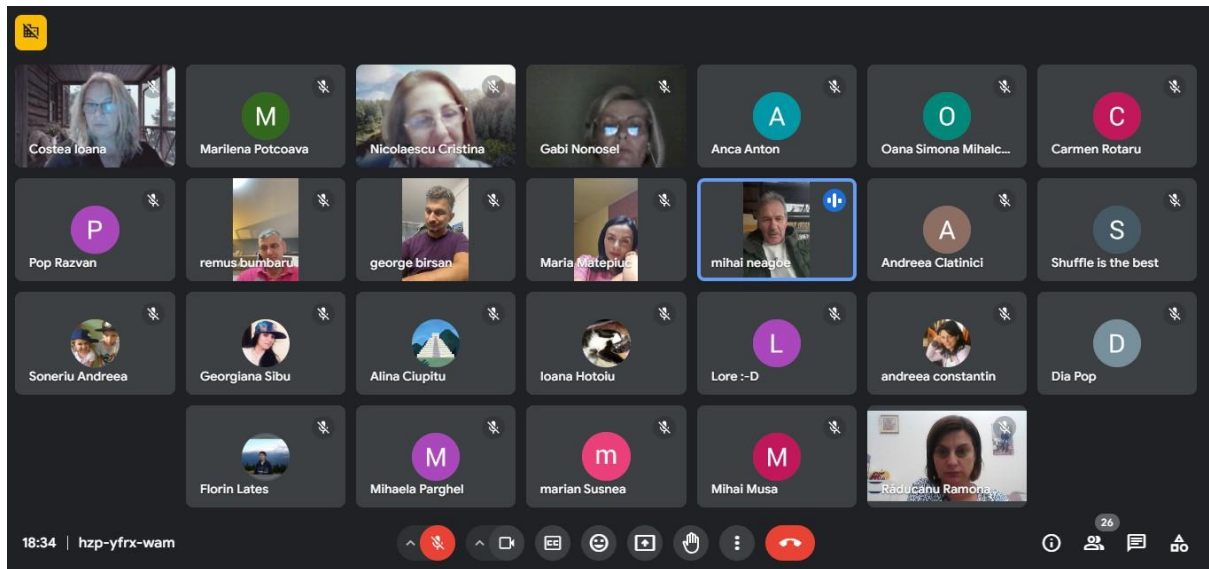 Costea Ioana
M
Marilena Potcoava
Nicolaescu Cristina
Gabi Nonosel
A
Anca Anton
O
Oana Simona Mihalc...
C
Carmen Rotaru
P
Pop Razvan
remus bumbaru
george birsan
Maria Matepiuc
mihai neagoe
A
Andreea Clatinici
S
Shuffle is the best
Soneriu Andreea
Georgiana Sibu
Alina Ciupitu
Ioana Hotoiu
L
Lore :-D
andreea constantin
D
Dia Pop
Florin Lates
M
Mihaela Parghel
m
marian Susnea
M
Mihai Musa
Răducanu Ramona...
18:34 | hzp-yfrx-wam
CC
26